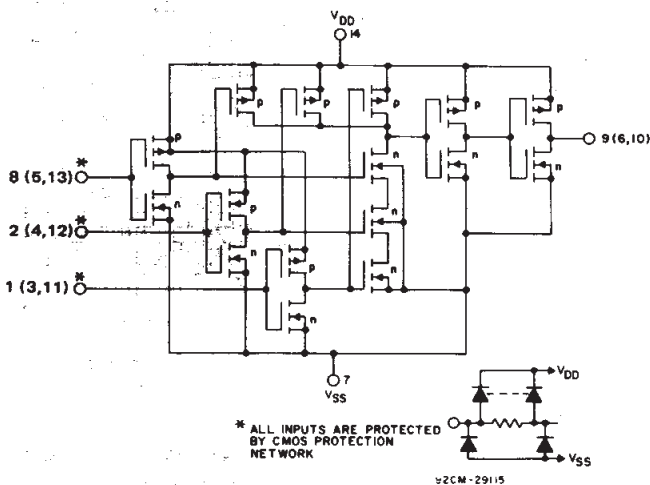 VDD
14
p
p
p
p
p
p
n
n
n
8 (5,13) *
9 (6,10)
n
p
n
2 (4,12) *
n
p
1 (3,11) *
n
n
7
VSS
VDD
* ALL INPUTS ARE PROTECTED
BY CMOS PROTECTION
NETWORK
VSS
92CM-29115